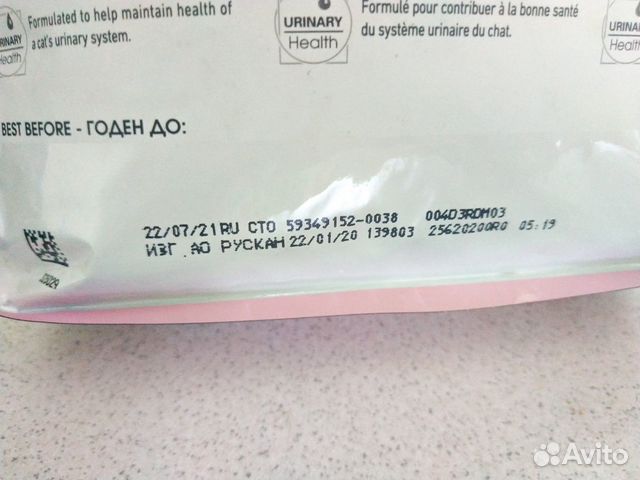 Formulated to help maintain health of
a cat's urinary system.
URINARY
Health
URINARY
Health
Formulé pour contribuer à la bonne santé
du système urinaire du chat.
URINARY
Health
BEST BEFORE - ГОДЕН ДО:
22/07/21RU СТО 59349152-0038 004D3RDM03
ИЗГ.АО РУСКАН 22/01/20 139803 25620200R0 05:19
Avito